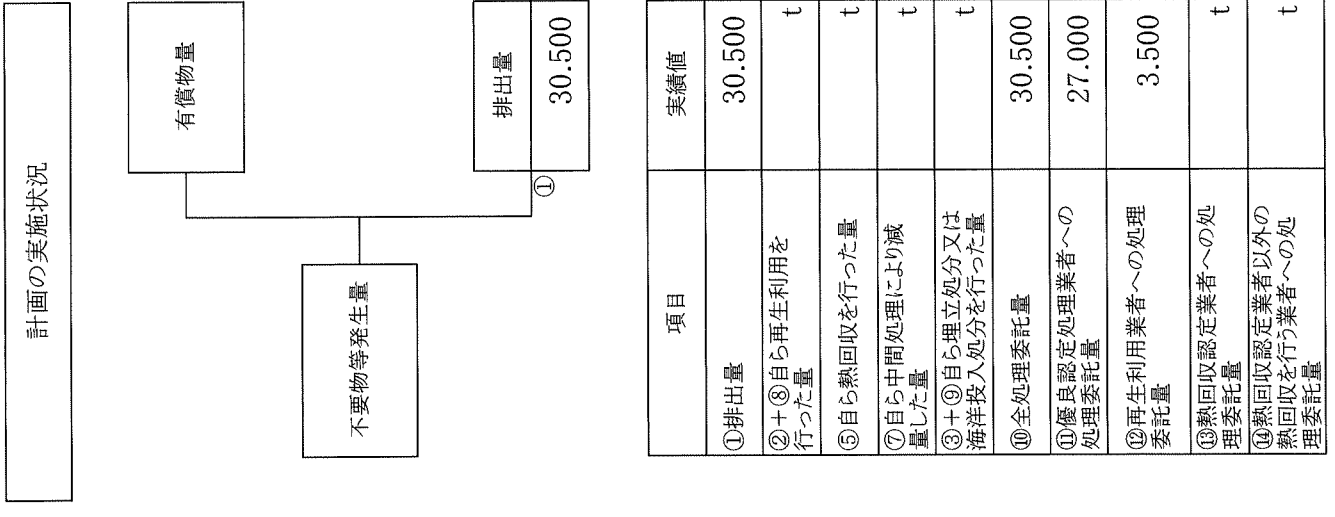 計画の実施状況
有償物量
不要物等発生量
排出量
①
30.500
項目
実績値
①排出量
30.500
②+⑧自ら再生利用を
行った量
t
⑤自ら熱回収を行った量
t
⑦自ら中間処理により減
量した量
t
③+⑨自ら埋立処分又は
海洋投入処分を行った量
t
⑩全処理委託量
30.500
⑪優良認定処理業者への
処理委託量
27.000
⑫再生利用業者への処理
委託量
3.500
⑬熱回収認定業者への処
理委託量
t
⑭熱回収認定業者以外の
熱回収を行う業者への処
理委託量
t